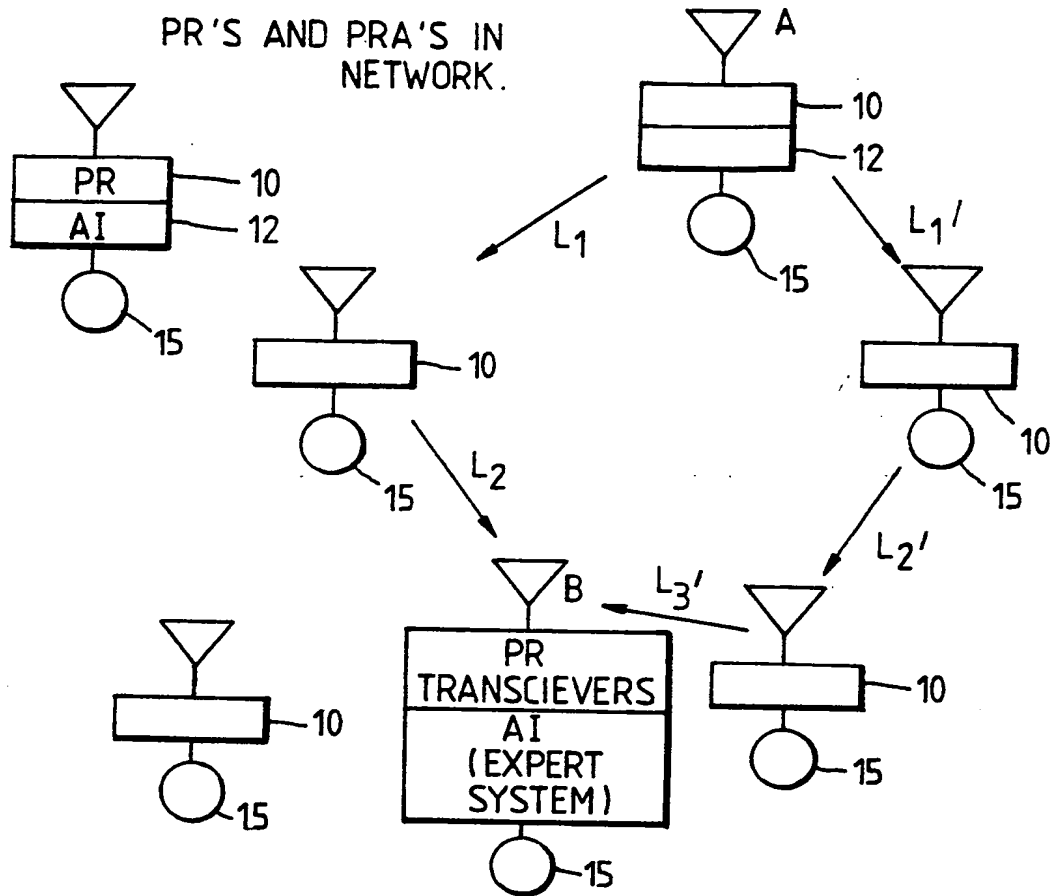 PR'S AND PRA'S IN
NETWORK.
A
10
12
PR
10
AI
12
L1
L1'
15
15
10
10
15
15
L2
L2'
B
L3'
PR
TRANSCIEVERS
10
10
AI
(EXPERT
SYSTEM)
15
15
15